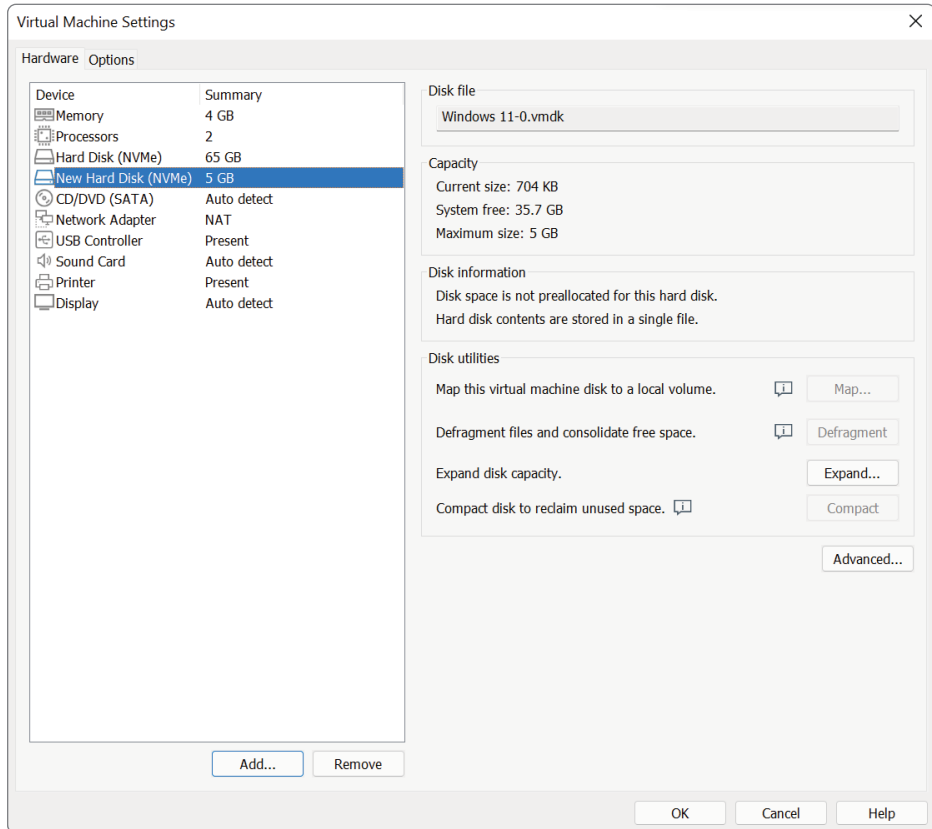 Virtual Machine Settings
Hardware Options
Device Summary
Memory 4 GB
Processors 2
Hard Disk (NVMe) 65 GB
New Hard Disk (NVMe) 5 GB
CD/DVD (SATA) Auto detect
Network Adapter NAT
USB Controller Present
Sound Card Auto detect
Printer Present
Display Auto detect
Add... Remove
Disk file
Windows 11-0.vmdk
Capacity
Current size: 704 KB
System free: 35.7 GB
Maximum size: 5 GB
Disk information
Disk space is not preallocated for this hard disk.
Hard disk contents are stored in a single file.
Disk utilities
Map this virtual machine disk to a local volume. Map...
Defragment files and consolidate free space. Defragment
Expand disk capacity. Expand...
Compact disk to reclaim unused space. Compact
Advanced...
OK Cancel Help